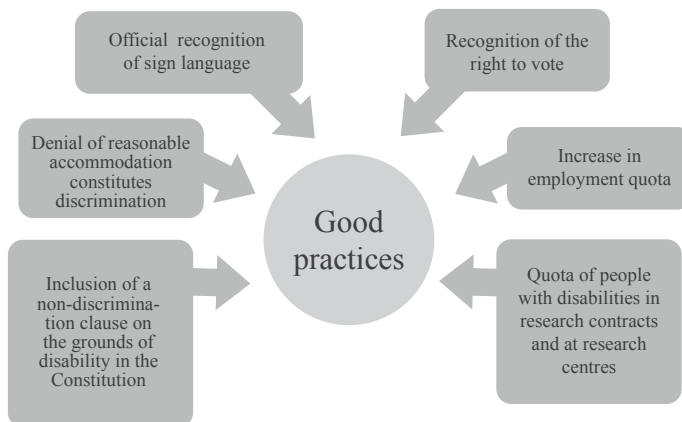 Official recognition
of sign language
Recognition of the
right to vote
Denial of reasonable
accommodation
constitutes
discrimination
Increase in
employment quota
Good
practices
Inclusion of a
non-discrimina-
tion clause on
the grounds of
disability in the
Constitution
Quota of people
with disabilities in
research contracts
and at research
centres